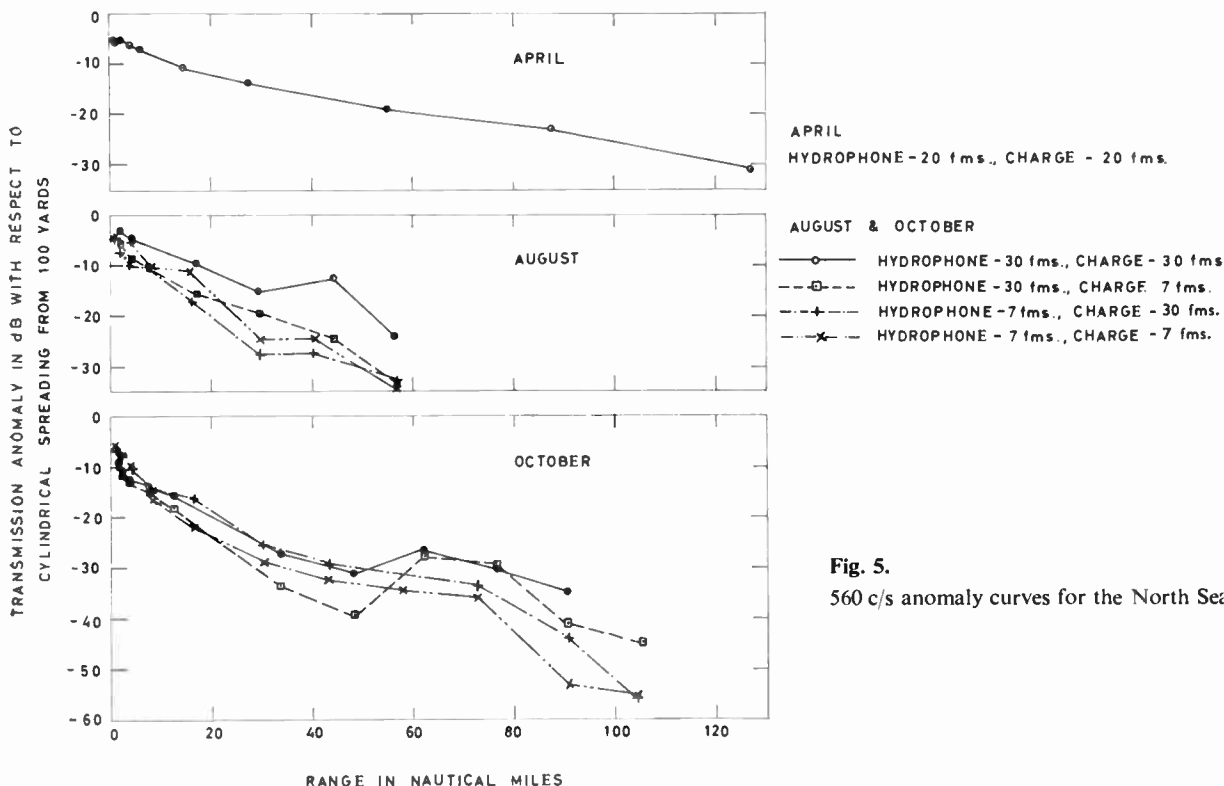 TRANSMISSION ANOMALY IN dB WITH RESPECT TO
CYLINDRICAL SPREADING FROM 100 YARDS
0
-10
-20
-30
APRIL
APRIL
HYDROPHONE - 20 fms., CHARGE - 20 fms.
0
-10
-20
-30
AUGUST
AUGUST & OCTOBER
HYDROPHONE - 30 fms., CHARGE - 30 fms
HYDROPHONE - 30 fms., CHARGE 7 fms.
HYDROPHONE - 7 fms., CHARGE - 30 fms.
HYDROPHONE - 7 fms., CHARGE - 7 fms.
0
-10
-20
-30
-40
-50
-60
OCTOBER
0 20 40 60 80 100 120
RANGE IN NAUTICAL MILES
Fig. 5.
560 c/s anomaly curves for the North Sea